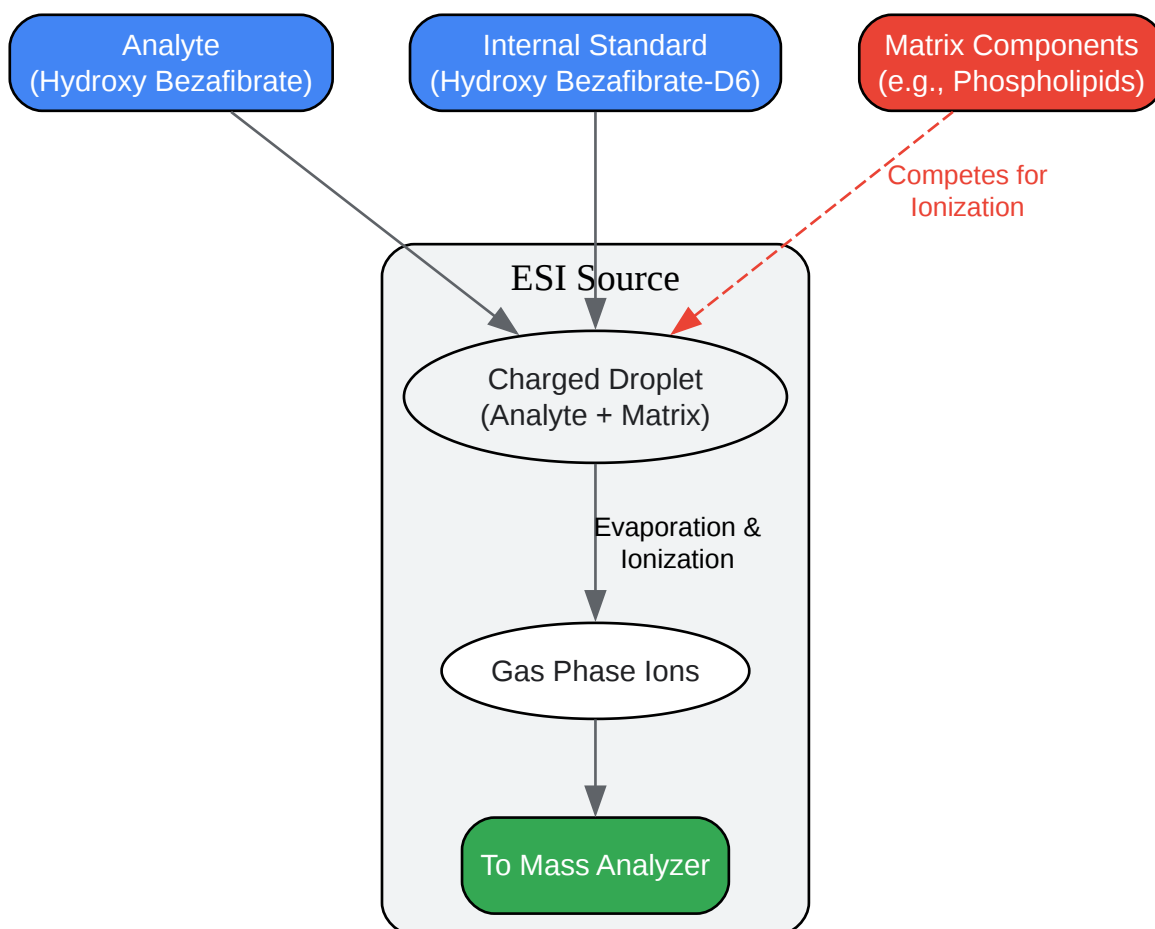 Analyte
(Hydroxy Bezafibrate)
Internal Standard
(Hydroxy Bezafibrate-D6)
Matrix Components
(e.g., Phospholipids)
Competes for
Ionization
ESI Source
Charged Droplet
(Analyte + Matrix)
Evaporation &
Ionization
Gas Phase Ions
To Mass Analyzer